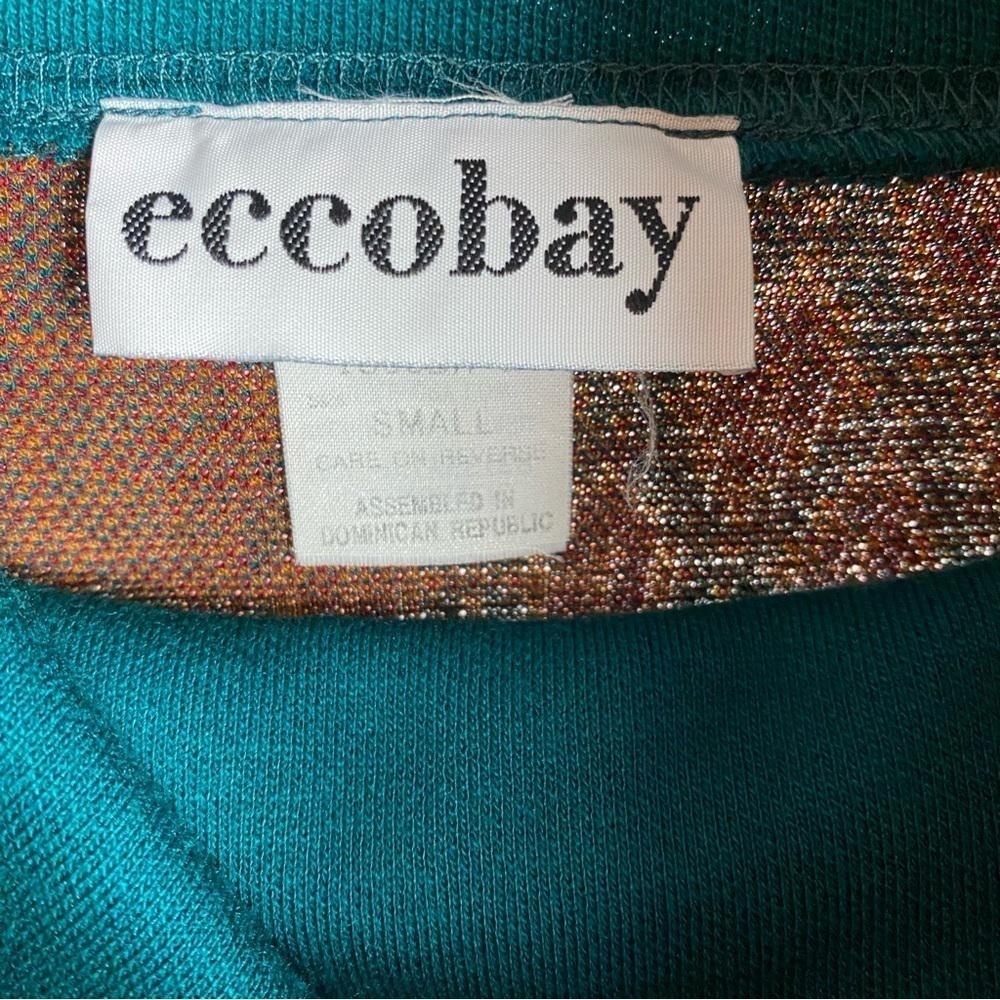 eccobay
SMALL
CARE ON REVERSE
ASSEMBLED IN
DOMINICAN REPUBLIC